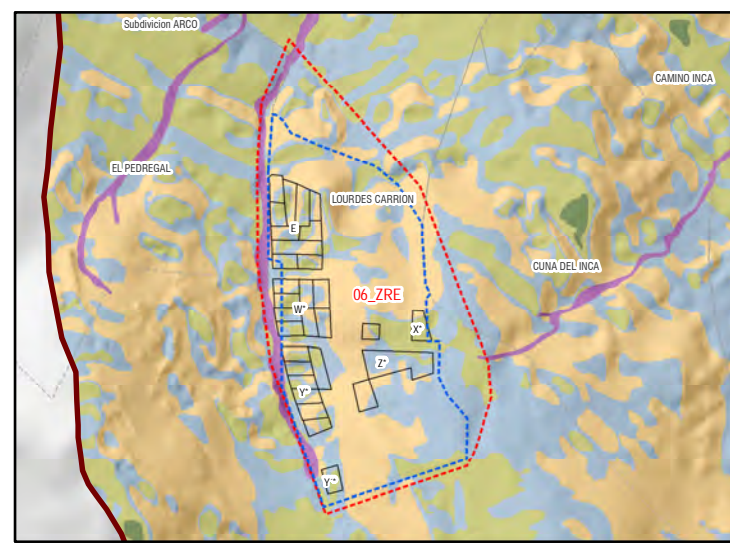 Subdivicion ARCO
CAMINO INCA
EL PEDREGAL
LOURDES CARRION
E
CUNA DEL INCA
06_ZRE
W*
X*
Z*
Y*
Y'*